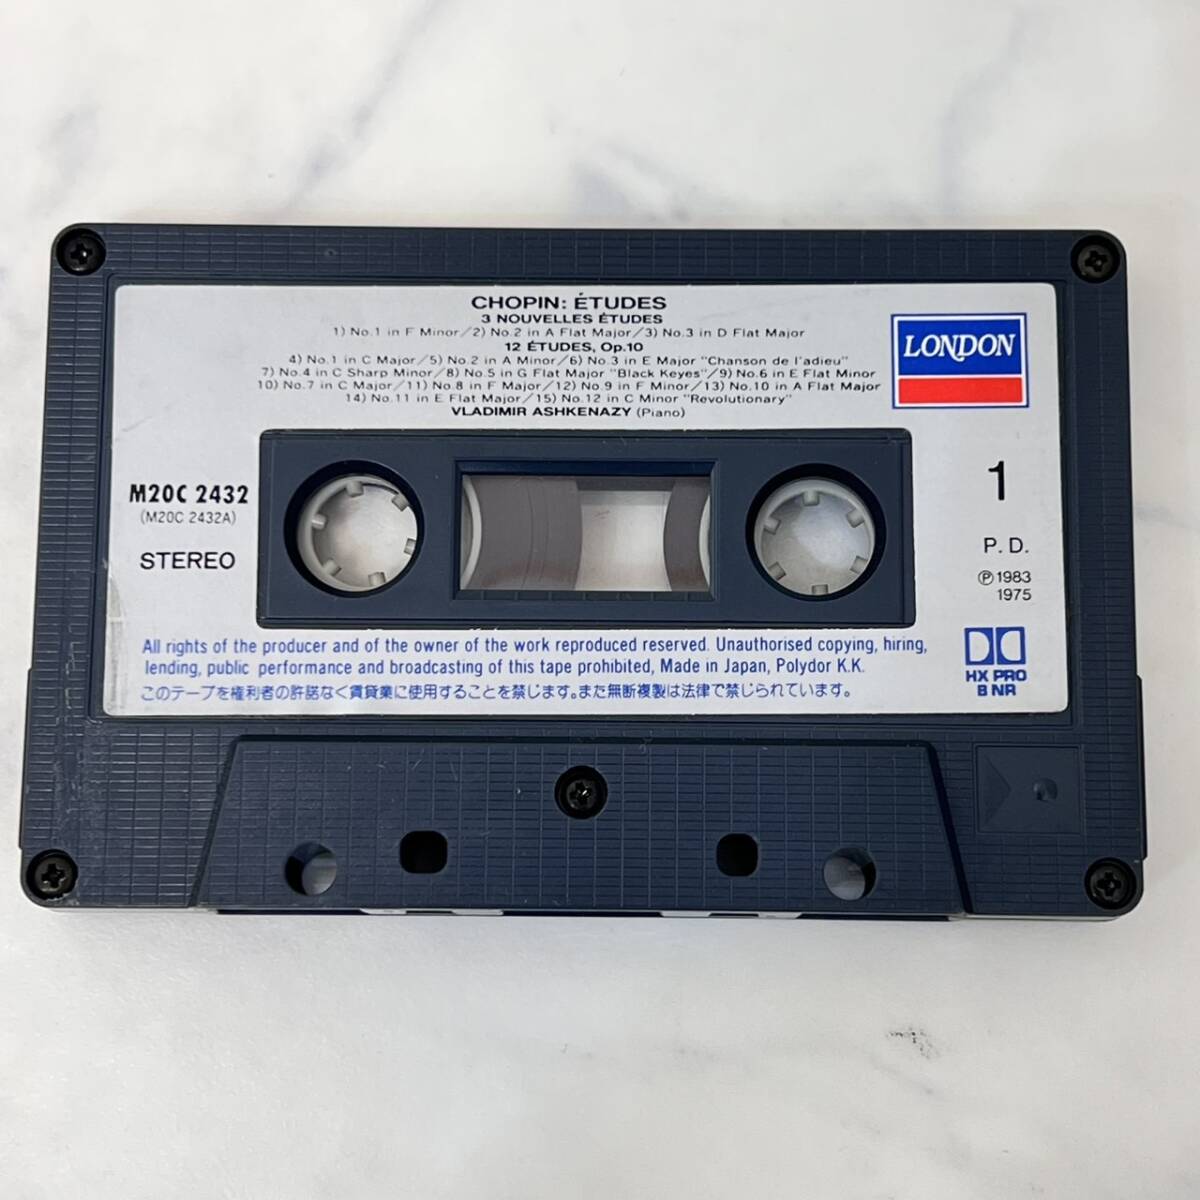 CHOPIN: ÉTUDES
3 NOUVELLES ÉTUDES
1) No.1 in F Minor/2) No.2 in A Flat Major/3) No.3 in D Flat Major
12 ÉTUDES, Op.10
4) No.1 in C Major/5) No.2 in A Minor/6) No.3 in E Major "Chanson de l'adieu"
7) No.4 in C Sharp Minor/8) No.5 in G Flat Major "Black Keyes"/9) No.6 in E Flat Minor
10) No.7 in C Major/11) No.8 in F Major/12) No.9 in F Minor/13) No.10 in A Flat Major
14) No.11 in E Flat Major/15) No.12 in C Minor "Revolutionary"
VLADIMIR ASHKENAZY (Piano)
LONDON
M20C 2432
(M20C 2432A)
STEREO
1
P.D.
Ⓟ1983
1975
All rights of the producer and of the owner of the work reproduced reserved. Unauthorised copying, hiring,
lending, public performance and broadcasting of this tape prohibited, Made in Japan, Polydor K.K.
このテープを権利者の許諾なく賃貸業に使用することを禁じます。また無断複製は法律で禁じられています。
HX PRO
B NR